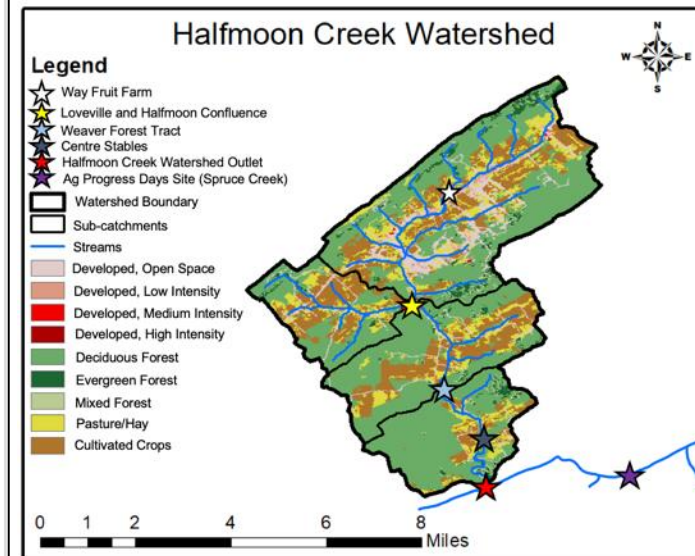 Halfmoon Creek Watershed
N
W E
S
Legend
Way Fruit Farm
Loveville and Halfmoon Confluence
Weaver Forest Tract
Centre Stables
Halfmoon Creek Watershed Outlet
Ag Progress Days Site (Spruce Creek)
Watershed Boundary
Sub-catchments
Streams
Developed, Open Space
Developed, Low Intensity
Developed, Medium Intensity
Developed, High Intensity
Deciduous Forest
Evergreen Forest
Mixed Forest
Pasture/Hay
Cultivated Crops
0 1 2 4 6 8
Miles